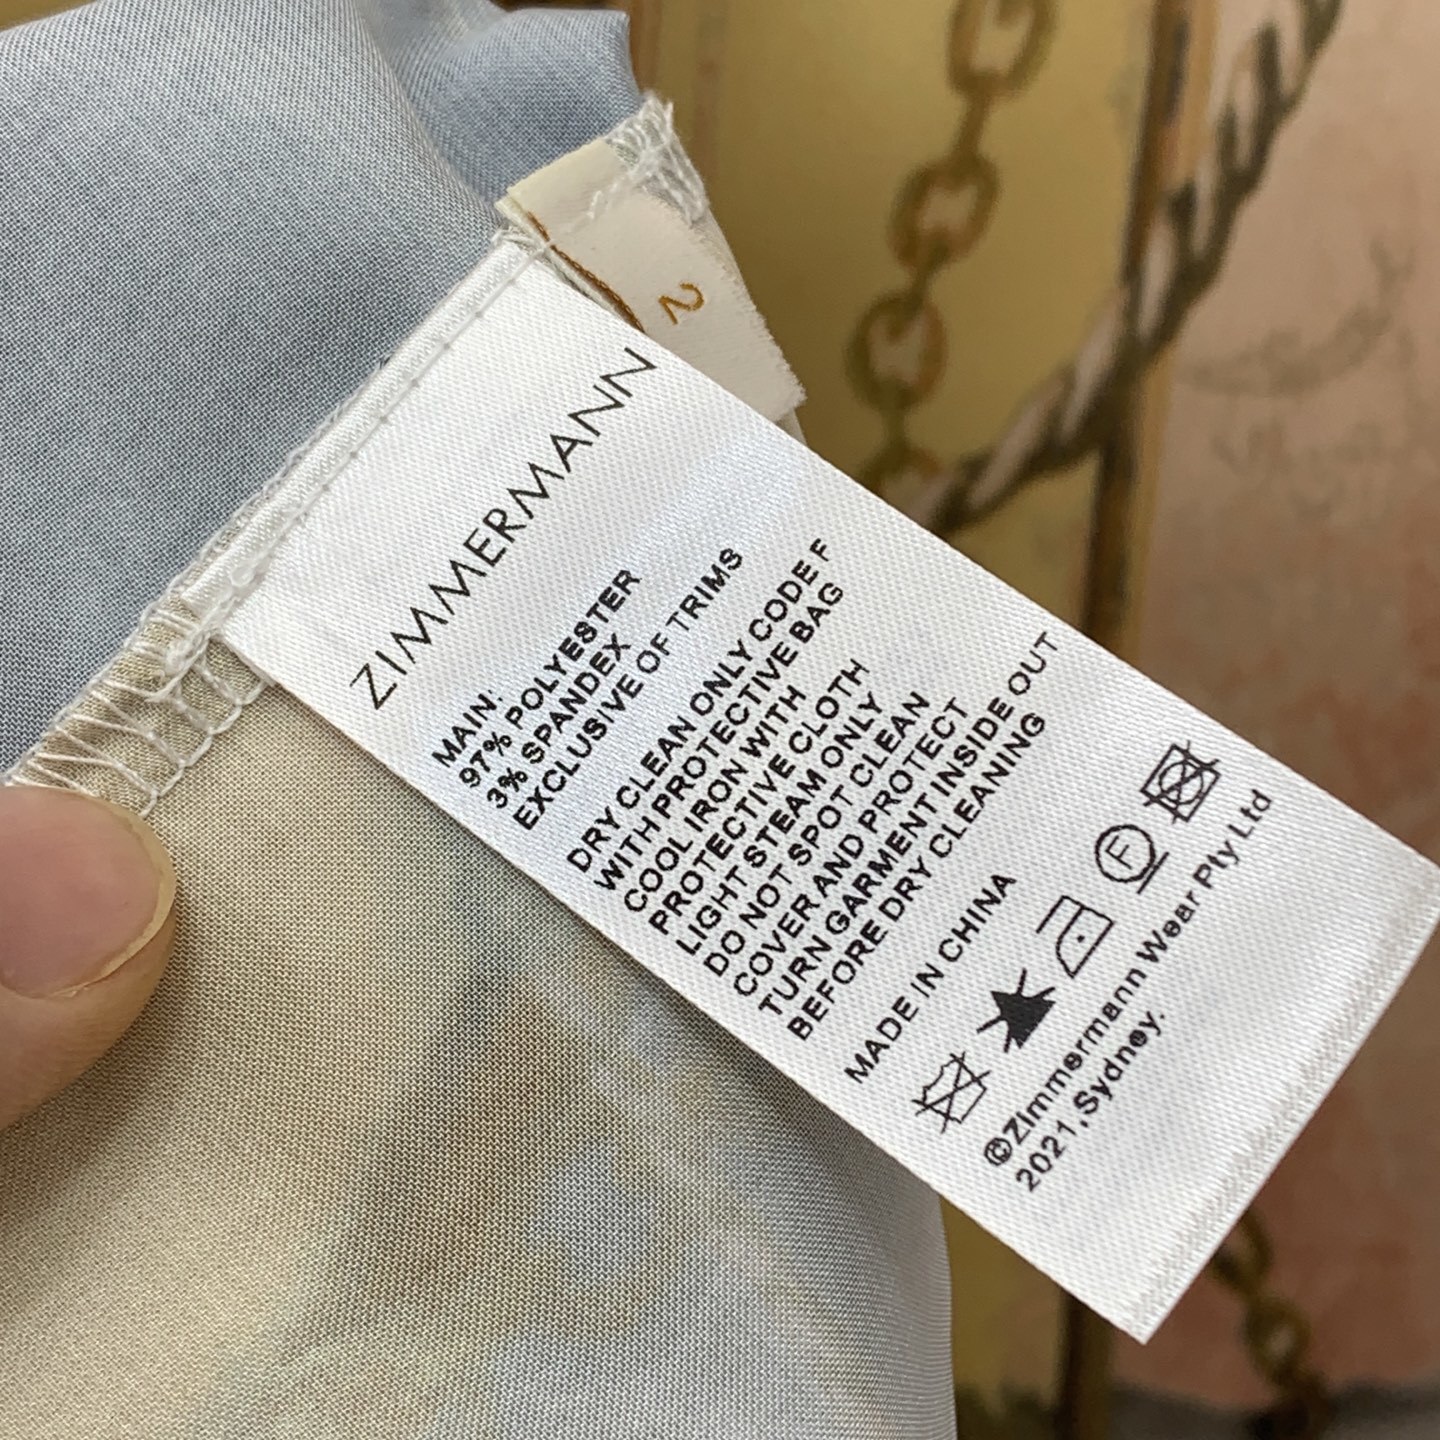 2
ZIMMERMANN
MAIN:
97% POLYESTER
3% SPANDEX
EXCLUSIVE OF TRIMS
DRY CLEAN ONLY CODE F
WITH PROTECTIVE BAG
COOL IRON WITH
PROTECTIVE CLOTH
LIGHT STEAM ONLY
DO NOT SPOT CLEAN
COVER AND PROTECT
TURN GARMENT INSIDE OUT
BEFORE DRY CLEANING
MADE IN CHINA
F
©Zimmermann Wear Pty Ltd
2021,Sydney.